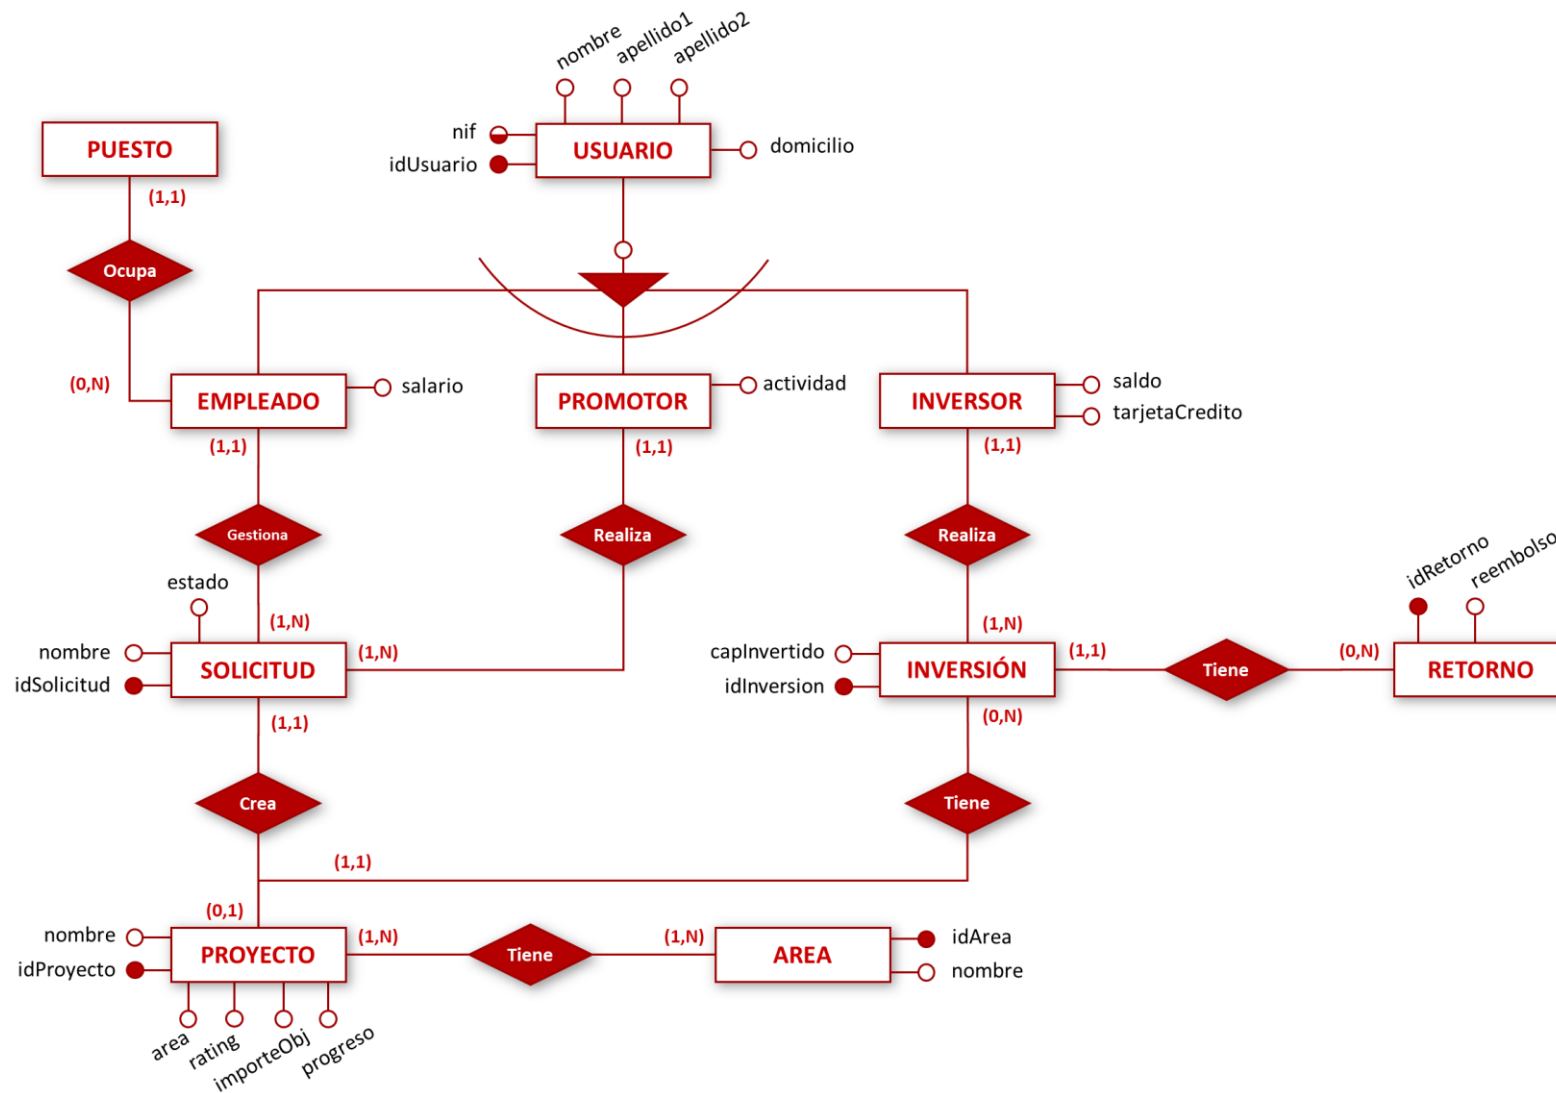 nombre
apellido1
apellido2
nif
idUsuario
USUARIO
domicilio
PUESTO
(1,1)
Ocupa
(0,N)
EMPLEADO
salario
PROMOTOR
actividad
INVERSOR
saldo
tarjetaCredito
(1,1)
(1,1)
(1,1)
Gestiona
Realiza
Realiza
estado
(1,N)
(1,N)
idRetorno
reembolso
nombre
idSolicitud
SOLICITUD
(1,N)
capInvertido
idInversion
INVERSIÓN
(1,1)
Tiene
(0,N)
RETORNO
(1,1)
(0,N)
Crea
Tiene
(1,1)
(0,1)
nombre
idProyecto
PROYECTO
(1,N)
Tiene
(1,N)
AREA
idArea
nombre
area
rating
importeObj
progreso